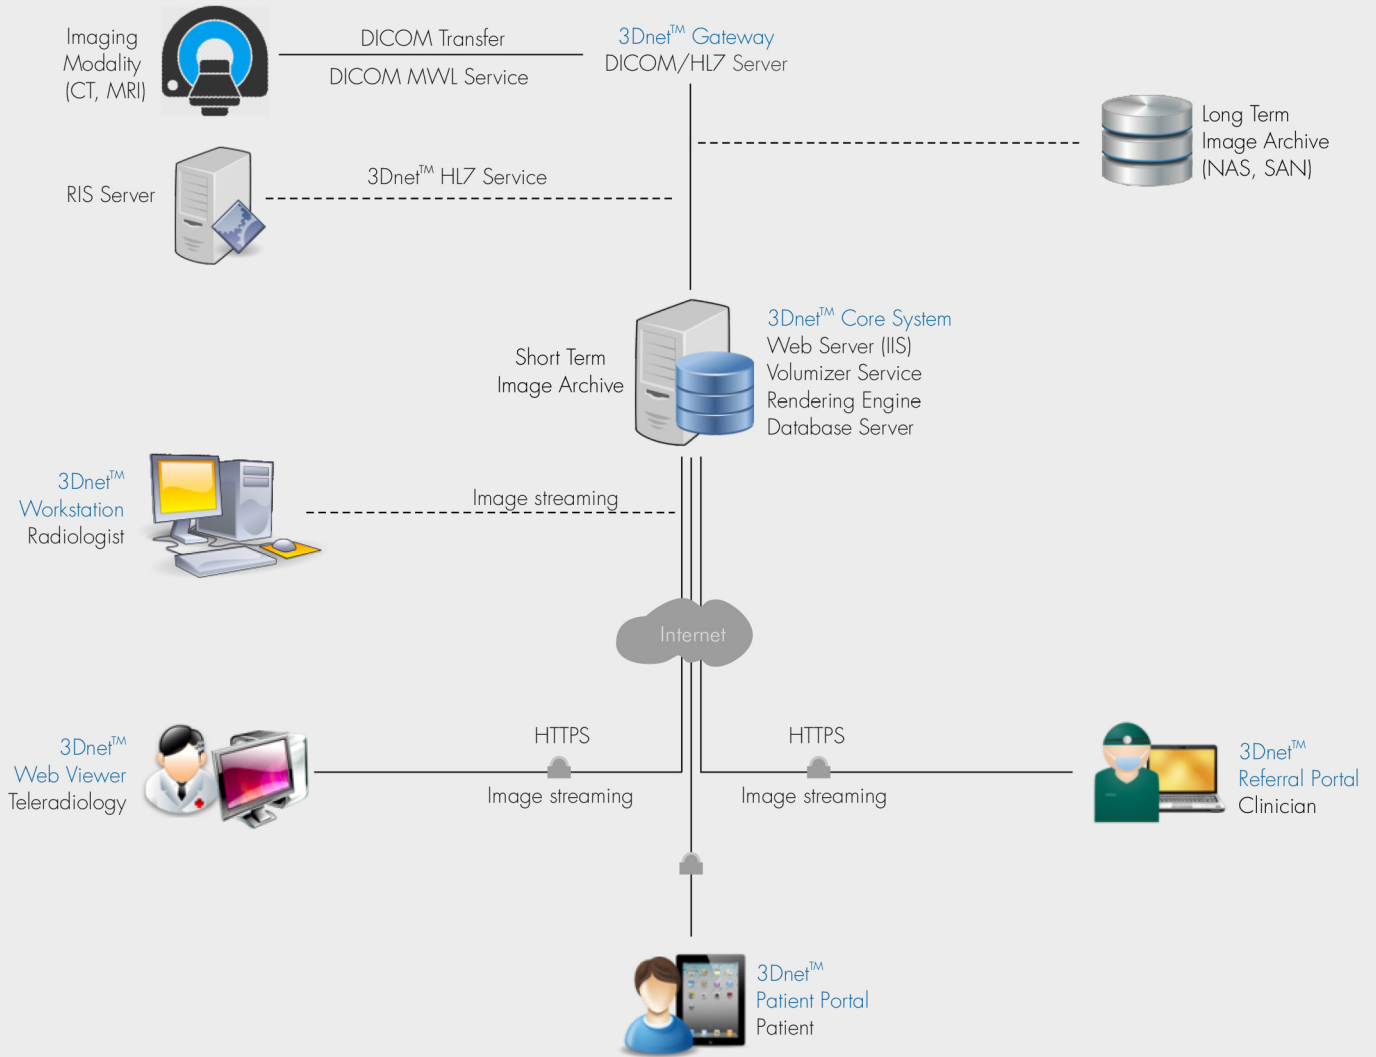 Imaging
Modality
(CT, MRI)
DICOM Transfer
DICOM MWL Service
3Dnet™ Gateway
DICOM/HL7 Server
Long Term
Image Archive
(NAS, SAN)
RIS Server
3Dnet™ HL7 Service
Short Term
Image Archive
3Dnet™ Core System
Web Server (IIS)
Volumizer Service
Rendering Engine
Database Server
3Dnet™
Workstation
Radiologist
Image streaming
Internet
3Dnet™
Web Viewer
Teleradiology
HTTPS
Image streaming
HTTPS
Image streaming
3Dnet™
Referral Portal
Clinician
3Dnet™
Patient Portal
Patient